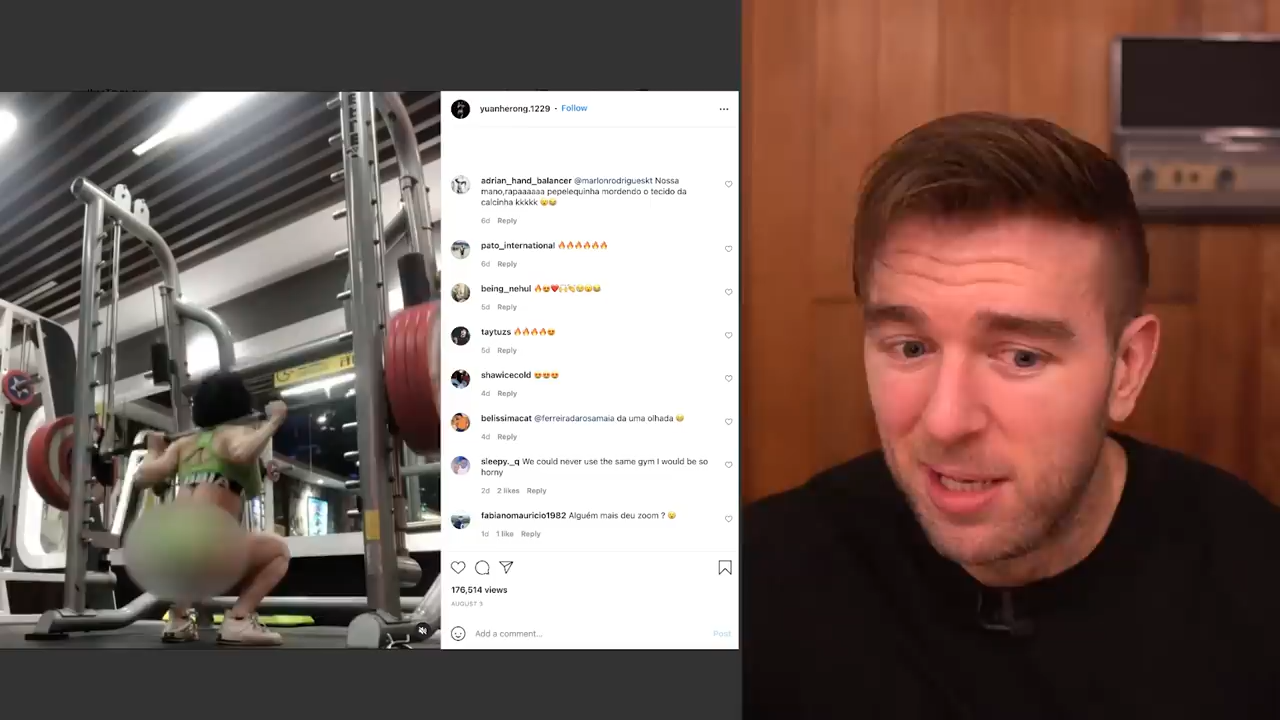 yuanherong.1229 · Follow
adrian_hand_balancer @marlonrodrigueskt Nossa
mano,rapaaaaaa pepelequinha mordendo o tecido da
calcinha kkkkk 😂😂
6d Reply
pato_international 🔥🔥🔥🔥🔥🔥
6d Reply
being_nehul
5d Reply
taytuzs 🔥🔥🔥🔥😍
5d Reply
shawicecold 😍😍😍
4d Reply
belissimacat @ferreiradarosamaia da uma olhada
4d Reply
sleepy._q We could never use the same gym I would be so
horny
2d 2 likes Reply
fabianomauricio1982 Alguém mais deu zoom ?
1d 1 like Reply
176,514 views
AUGUST 3
Add a comment... Post